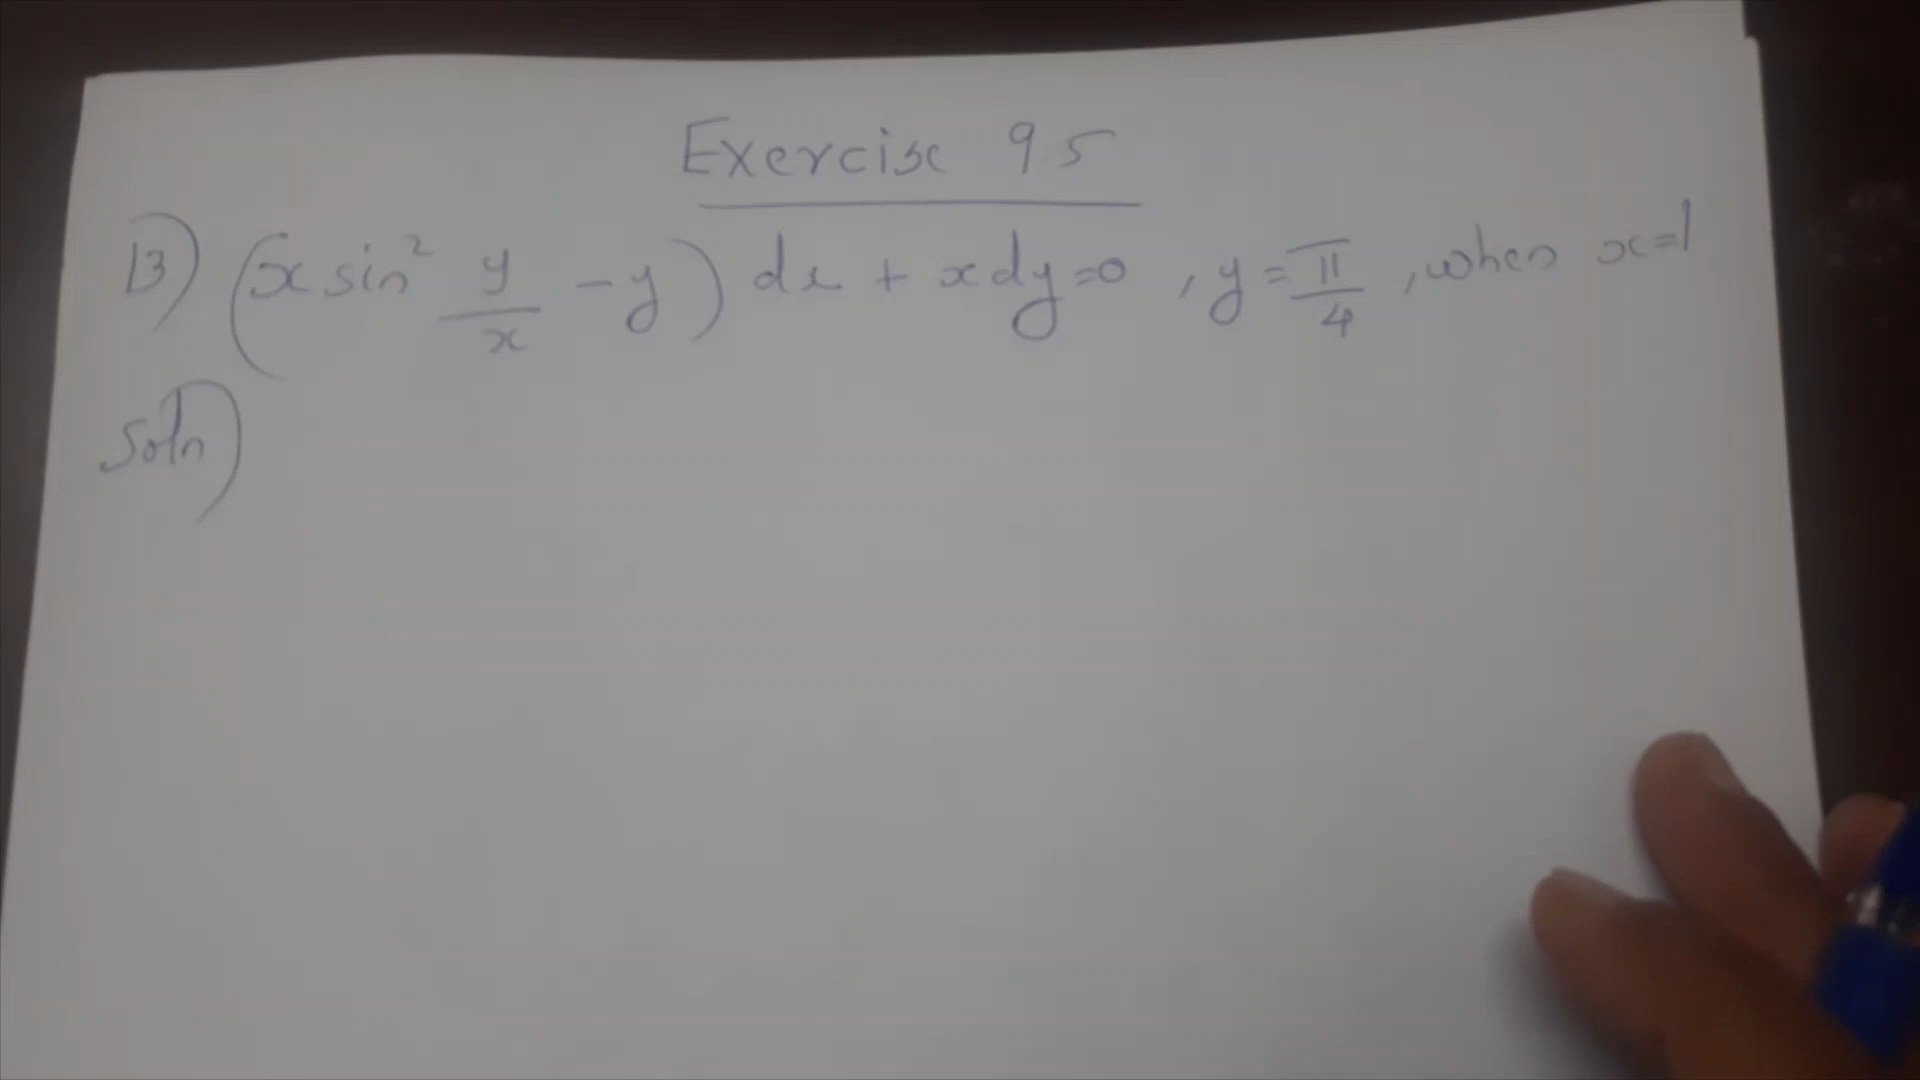 Exercise 9 5
13) (x sin² y/x - y) dx + x dy = 0 , y = π/4 , when x=1
Soln)